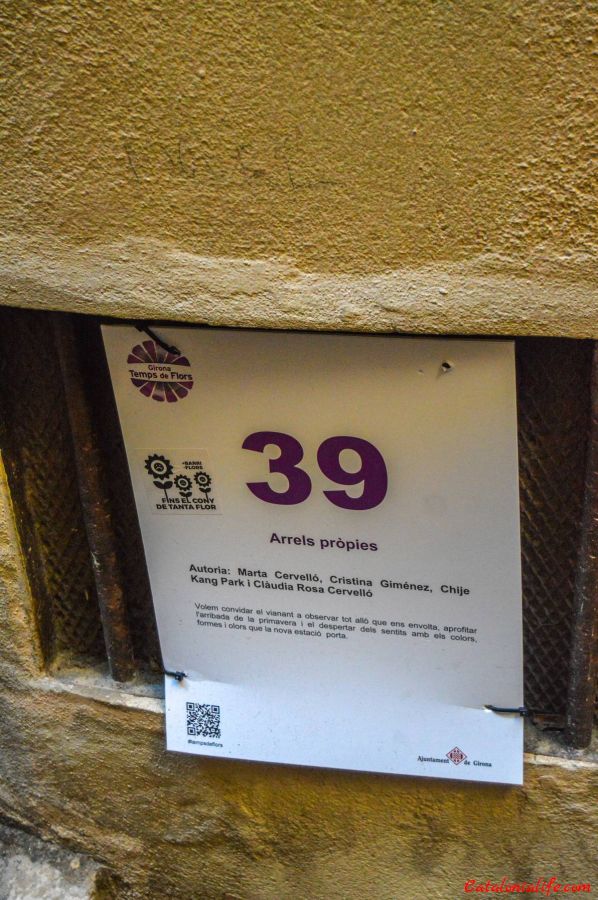 Girona
Temps de Flors
+BARRI
-FLORS
FINS EL CONY
DE TANTA FLOR
39
Arrels pròpies
Autoria: Marta Cervelló, Cristina Giménez, Chije
Kang Park i Clàudia Rosa Cervelló
Volem convidar el vianant a observar tot allò que ens envolta, aprofitar
l'arribada de la primavera i el despertar dels sentits amb els colors,
formes i olors que la nova estació porta.
#tempsdeflors
Ajuntament de Girona
Catalonialife.com